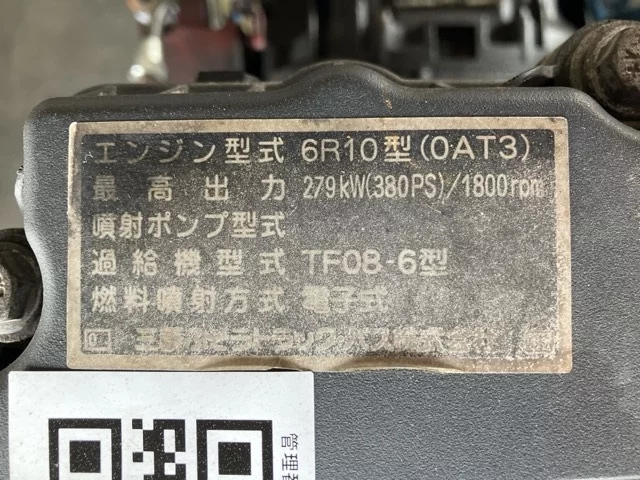 エンジン型式 6R10型(0AT3)
最高出力 279kW(380PS)/1800rpm
噴射ポンプ型式
過給機型式 TF08-6型
燃料噴射方式 電子式
管理